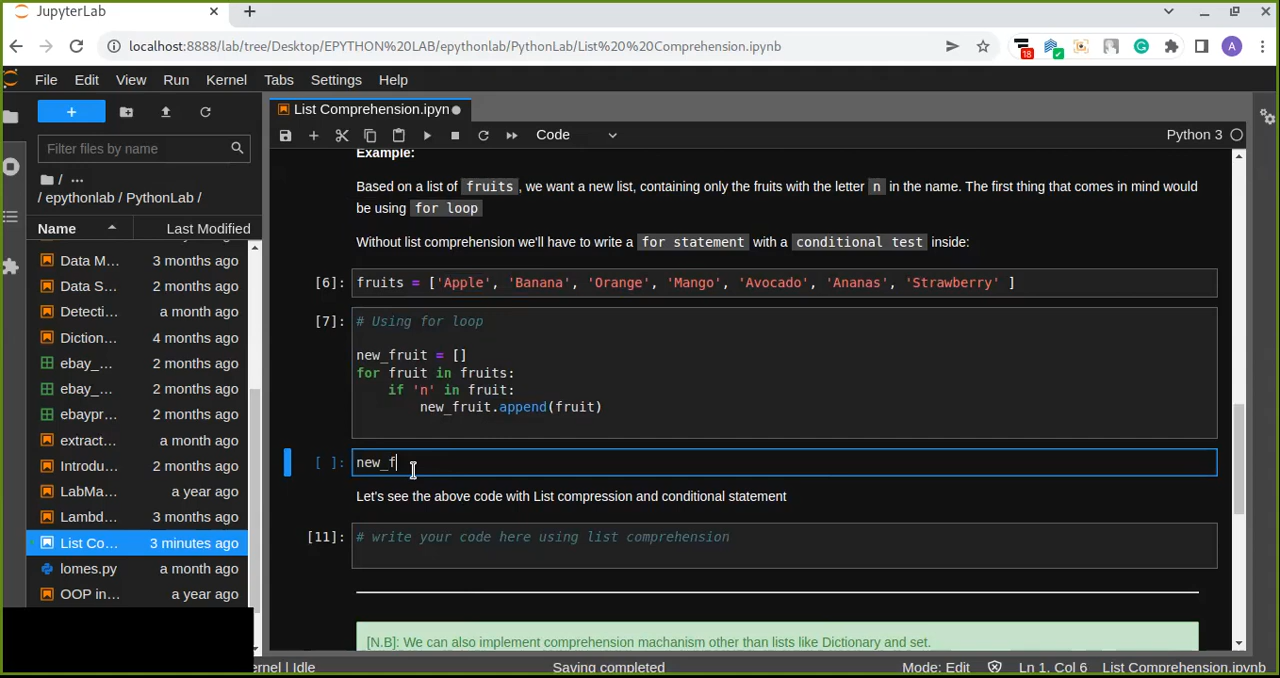 JupyterLab
localhost:8888/lab/tree/Desktop/EPYTHON%20LAB/epythonlab/PythonLab/List%20%20Comprehension.ipynb
18
A
File Edit View Run Kernel Tabs Settings Help
List Comprehension.ipyn
Code
Python 3
Filter files by name
/ ...
/ epythonlab / PythonLab /
Name Last Modified
Data M... 3 months ago
Data S... 2 months ago
Detecti... a month ago
Diction... 4 months ago
ebay_... 2 months ago
ebay_... 2 months ago
ebaypr... 2 months ago
extract... a month ago
Introdu... 2 months ago
LabMa... a year ago
Lambd... 3 months ago
List Co... 3 minutes ago
lomes.py a month ago
OOP in... a year ago
Example:
Based on a list of fruits, we want a new list, containing only the fruits with the letter n in the name. The first thing that comes in mind would
be using for loop
Without list comprehension we'll have to write a for statement with a conditional test inside:
[6]: fruits = ['Apple', 'Banana', 'Orange', 'Mango', 'Avocado', 'Ananas', 'Strawberry' ]
[7]: # Using for loop
new_fruit = []
for fruit in fruits:
if 'n' in fruit:
new_fruit.append(fruit)
[ ]: new_f
Let's see the above code with List compression and conditional statement
[11]: # write your code here using list comprehension
[N.B]: We can also implement comprehension machanism other than lists like Dictionary and set.
ernel | Idle
Saving completed
Mode: Edit
Ln 1, Col 6
List Comprehension.ipynb